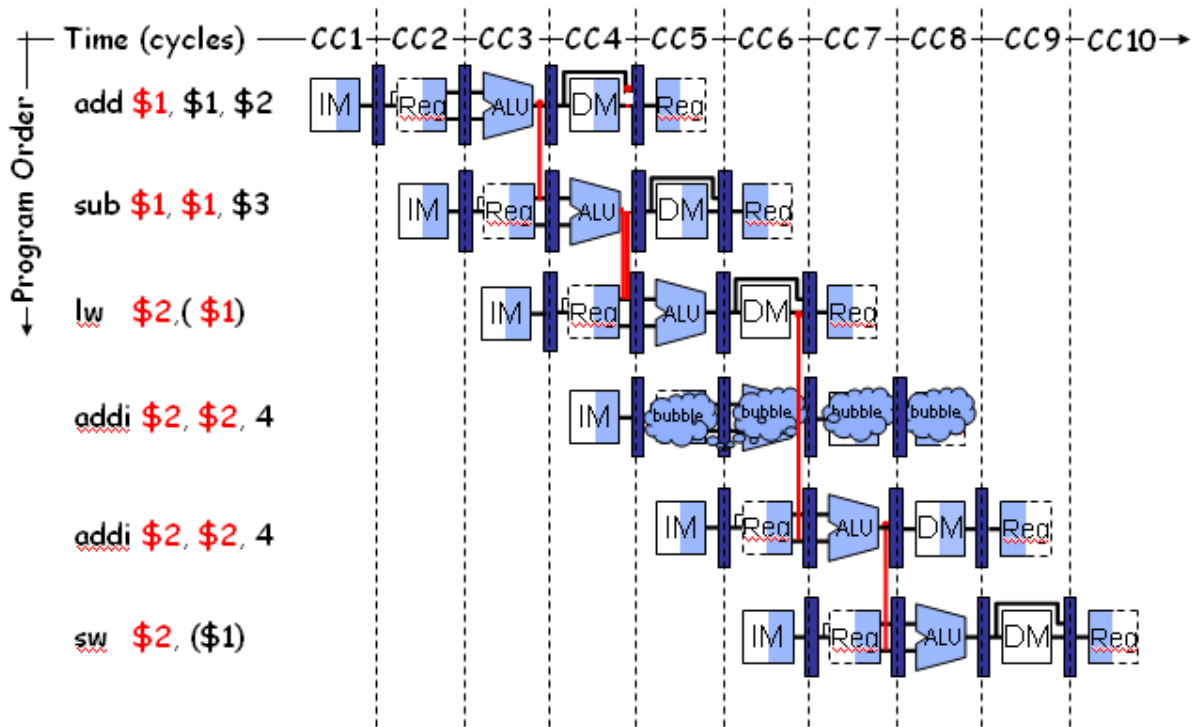 Time (cycles) CC1 CC2 CC3 CC4 CC5 CC6 CC7 CC8 CC9 CC10
Program Order
add $1, $1, $2 IM Reg ALU DM Reg
sub $1, $1, $3 IM Reg ALU DM Reg
lw $2,( $1) IM Reg ALU DM Reg
addi $2, $2, 4 IM bubble bubble bubble bubble
addi $2, $2, 4 IM Reg ALU DM Reg
sw $2, ($1) IM Reg ALU DM Reg